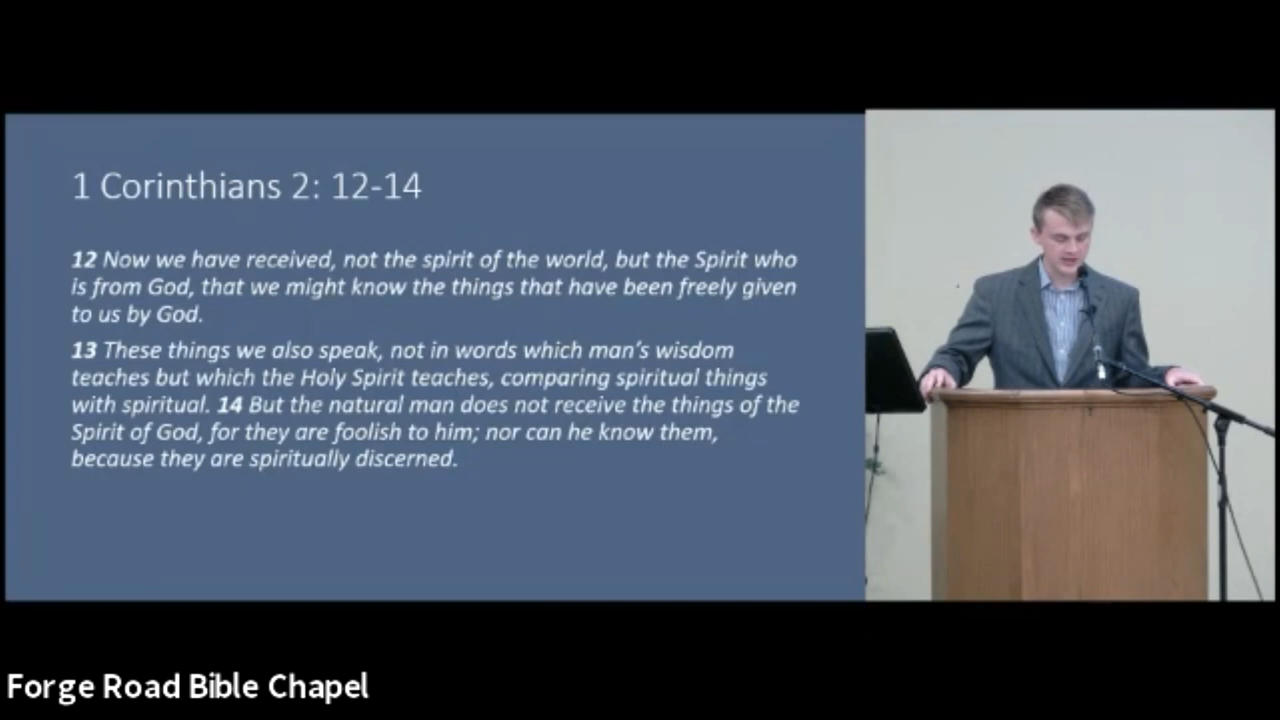 1 Corinthians 2: 12-14
12 Now we have received, not the spirit of the world, but the Spirit who
is from God, that we might know the things that have been freely given
to us by God.
13 These things we also speak, not in words which man's wisdom
teaches but which the Holy Spirit teaches, comparing spiritual things
with spiritual. 14 But the natural man does not receive the things of the
Spirit of God, for they are foolish to him; nor can he know them,
because they are spiritually discerned.
Forge Road Bible Chapel